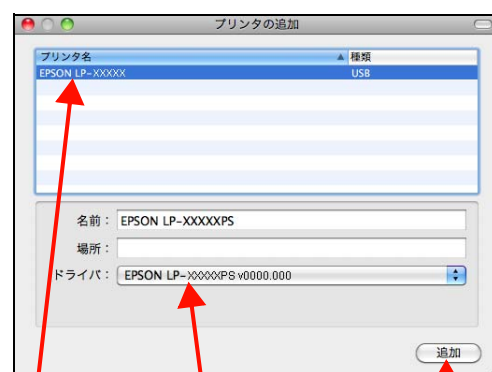 プリンタの追加
プリンタ名 種類
EPSON LP-XXXXX USB
名前： EPSON LP-XXXXXPS
場所：
ドライバ： EPSON LP-XXXXXPS v0000.000
追加